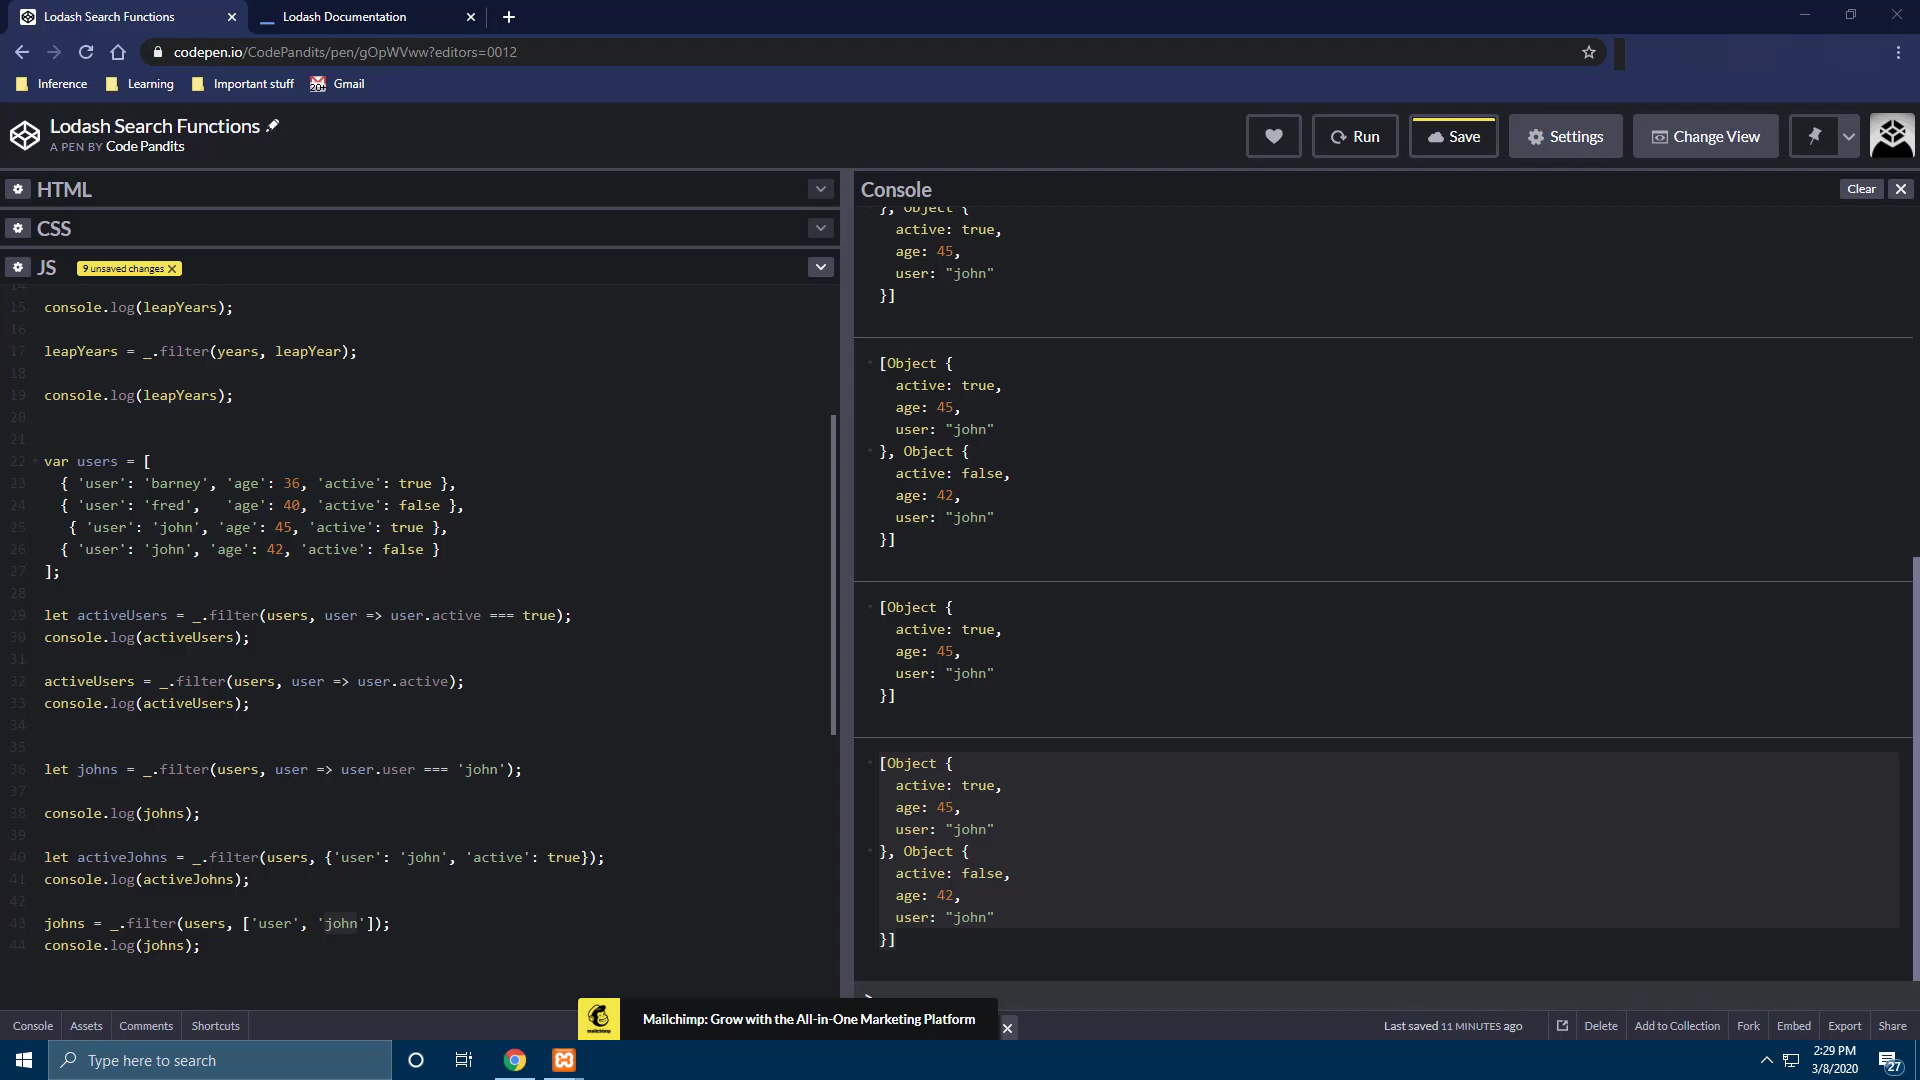 Lodash Search Functions
Lodash Documentation
codepen.io/CodePandits/pen/gOpWVww?editors=0012
Inference
Learning
Important stuff
20+
Gmail
Lodash Search Functions
A PEN BY Code Pandits
Run
Save
Settings
Change View
HTML
CSS
JS
9 unsaved changes
14
15 console.log(leapYears);
16
17 leapYears = _.filter(years, leapYear);
18
19 console.log(leapYears);
20
21
22 var users = [
23 { 'user': 'barney', 'age': 36, 'active': true },
24 { 'user': 'fred',   'age': 40, 'active': false },
25 { 'user': 'john', 'age': 45, 'active': true },
26 { 'user': 'john', 'age': 42, 'active': false }
27 ];
28
29 let activeUsers = _.filter(users, user => user.active === true);
30 console.log(activeUsers);
31
32 activeUsers = _.filter(users, user => user.active);
33 console.log(activeUsers);
34
35
36 let johns = _.filter(users, user => user.user === 'john');
37
38 console.log(johns);
39
40 let activeJohns = _.filter(users, {'user': 'john', 'active': true});
41 console.log(activeJohns);
42
43 johns = _.filter(users, ['user', 'john']);
44 console.log(johns);
Console
Clear
}, Object {
active: true,
age: 45,
user: "john"
}]
[Object {
active: true,
age: 45,
user: "john"
}, Object {
active: false,
age: 42,
user: "john"
}]
[Object {
active: true,
age: 45,
user: "john"
}]
[Object {
active: true,
age: 45,
user: "john"
}, Object {
active: false,
age: 42,
user: "john"
}]
>
Console
Assets
Comments
Shortcuts
mailchimp
Mailchimp: Grow with the All-in-One Marketing Platform
Last saved 11 MINUTES ago
Delete
Add to Collection
Fork
Embed
Export
Share
Type here to search
2:29 PM
3/8/2020
27